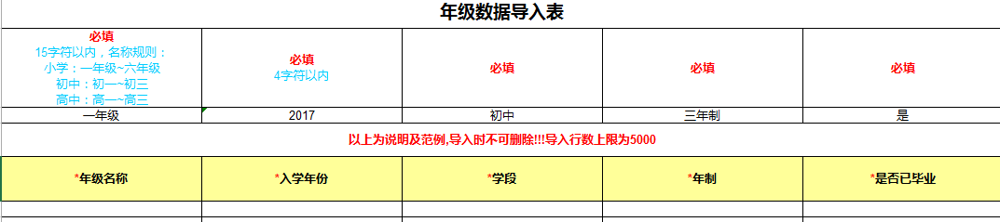 年级数据导入表
必填
15字符以内，名称规则：
小学：一年级~六年级
初中：初一~初三
高中：高一~高三
必填
4字符以内
必填
必填
必填
一年级 2017 初中 三年制 是
以上为说明及范例,导入时不可删除!!!导入行数上限为5000
*年级名称 *入学年份 *学段 *年制 *是否已毕业